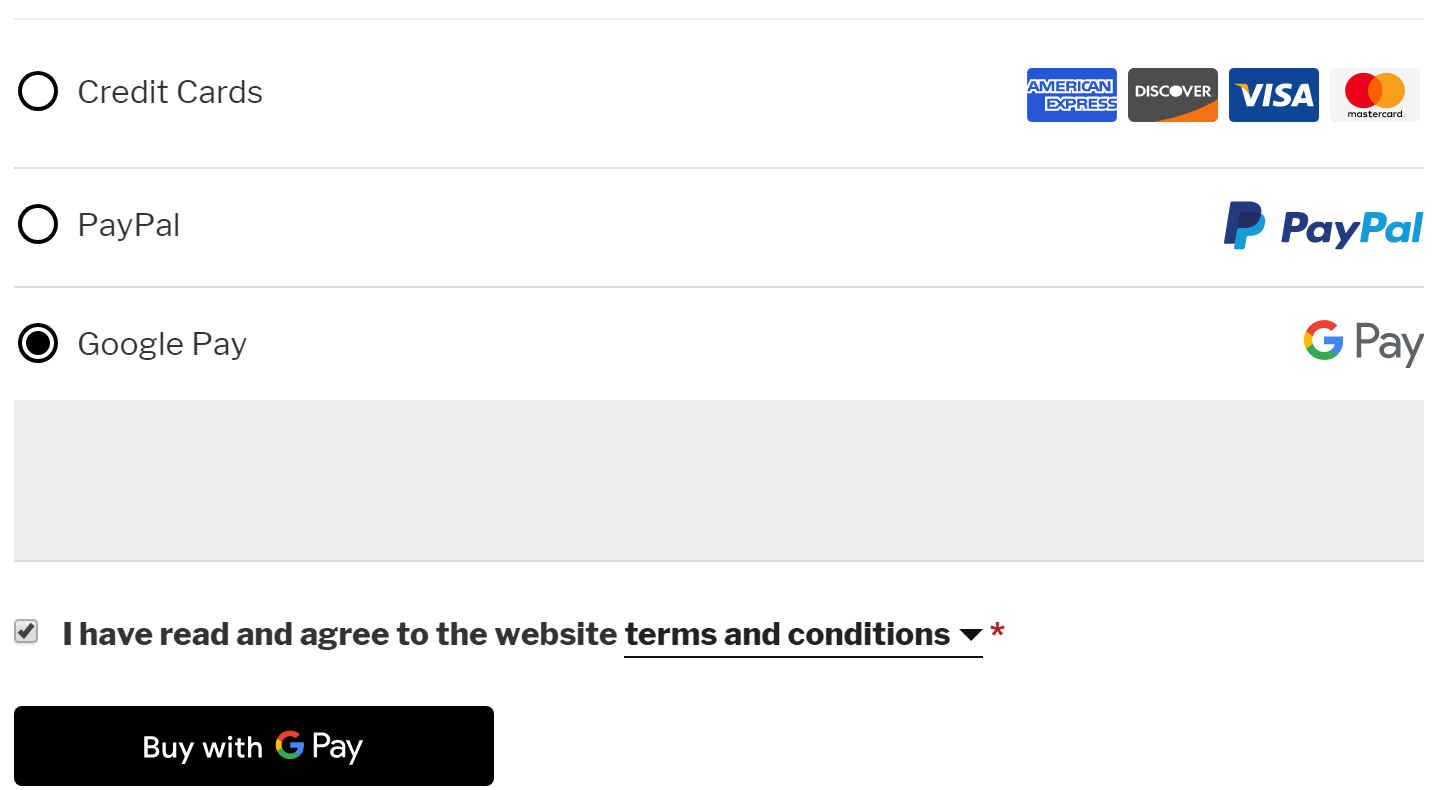 Credit Cards AMERICAN EXPRESS DISCOVER VISA mastercard.
PayPal PayPal
Google Pay G Pay
I have read and agree to the website terms and conditions *
Buy with G Pay